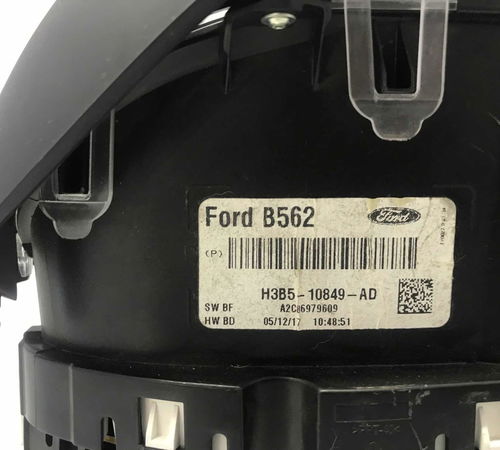 Ford B562
Ford
(P)
H3B5-10849-AD
SW BF
A2C86979609
HW BD
05/12/17
10:48:51